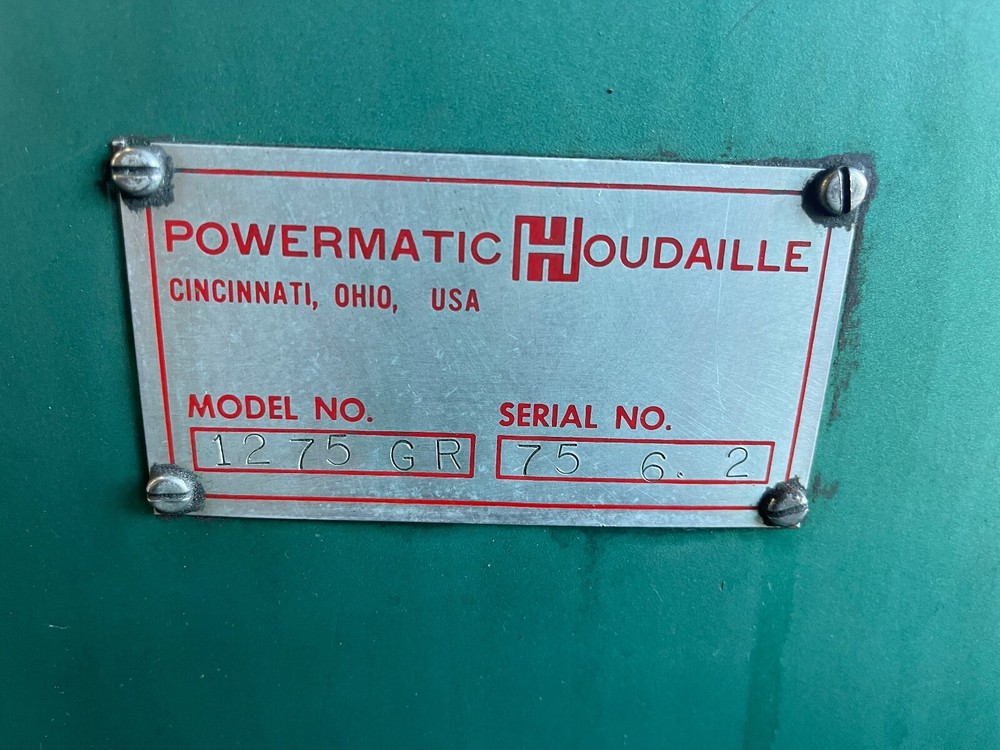 POWERMATIC HOUDAILLE
CINCINNATI, OHIO, USA
MODEL NO. SERIAL NO.
1275 GR 75 6.2